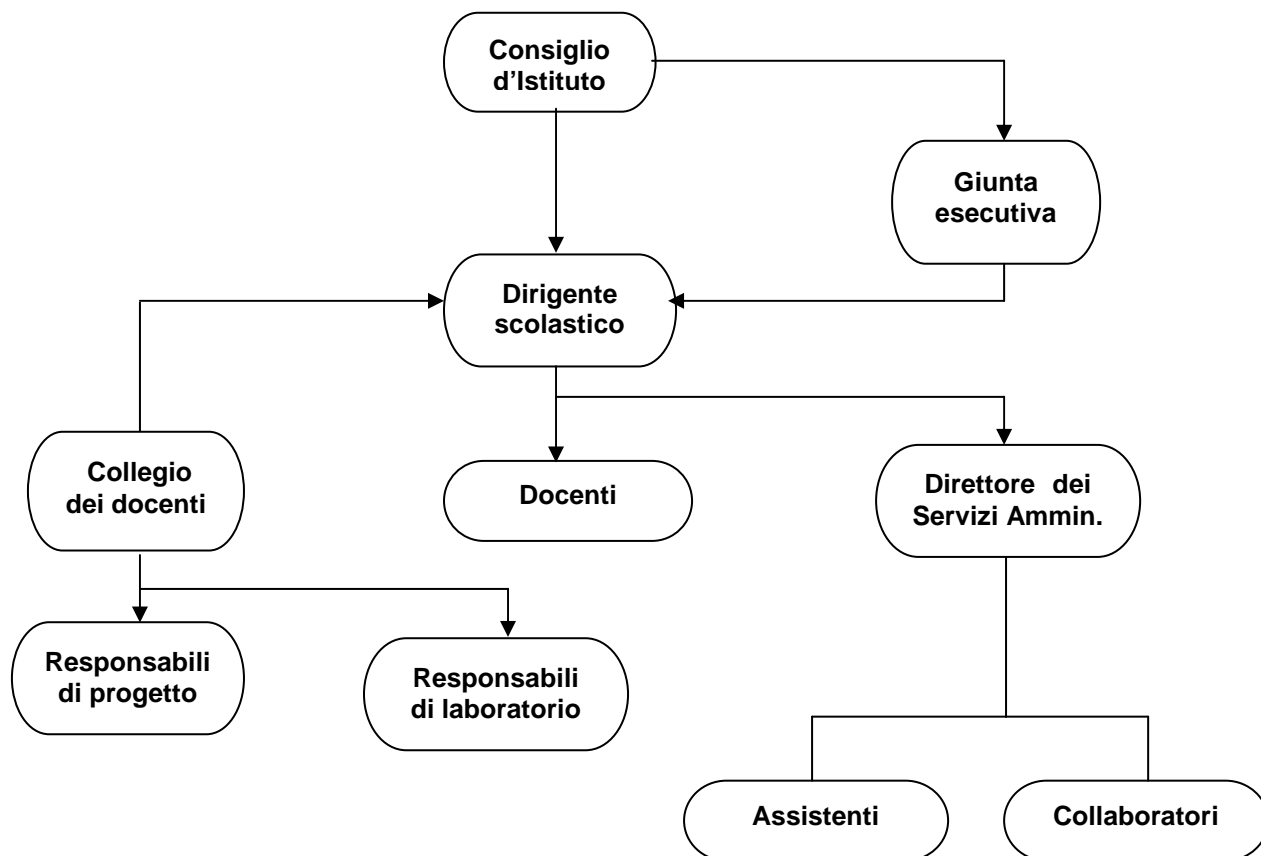 Consiglio
d'Istituto
Giunta
esecutiva
Dirigente
scolastico
Collegio
dei docenti
Docenti
Direttore dei
Servizi Ammin.
Responsabili
di progetto
Responsabili
di laboratorio
Assistenti
Collaboratori